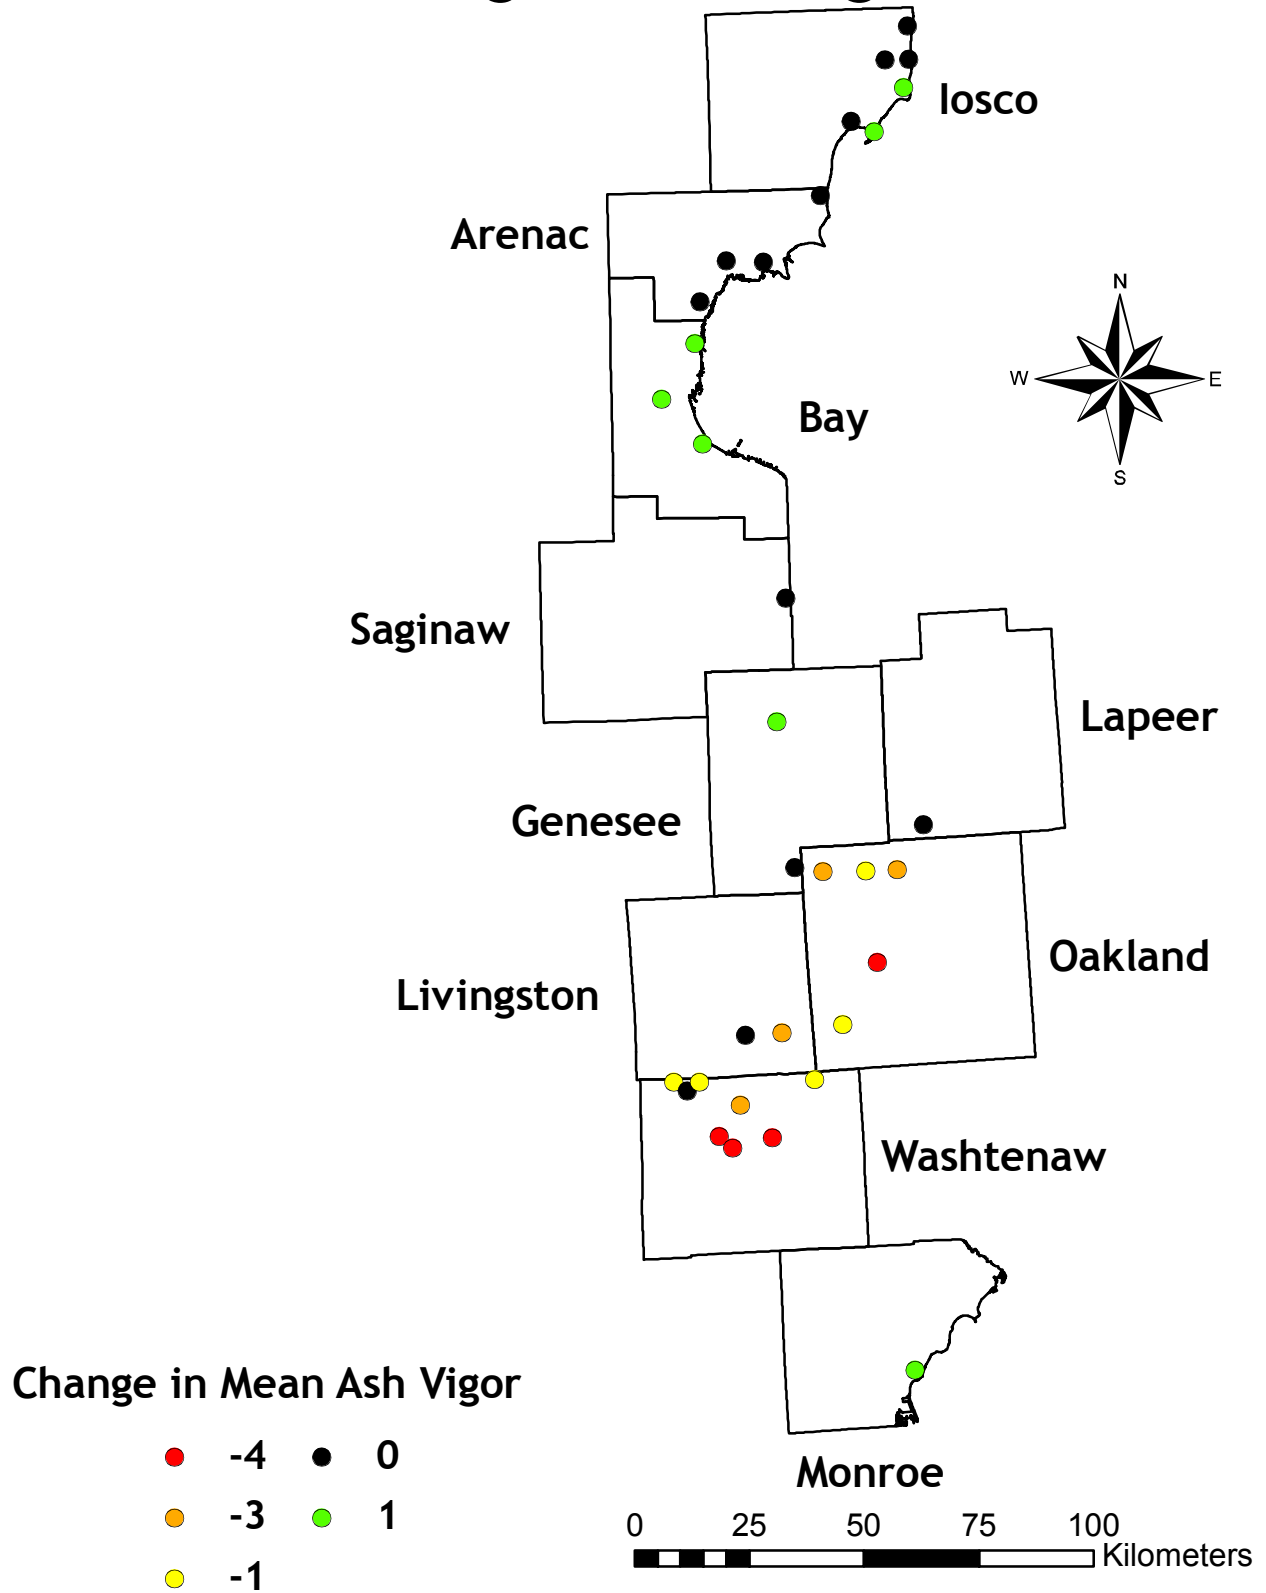 Iosco
Arenac
N
W
E
Bay
S
Saginaw
Lapeer
Genesee
Oakland
Livingston
Washtenaw
Change in Mean Ash Vigor
-4 0
-3 1
-1
Monroe
0 25 50 75 100
Kilometers